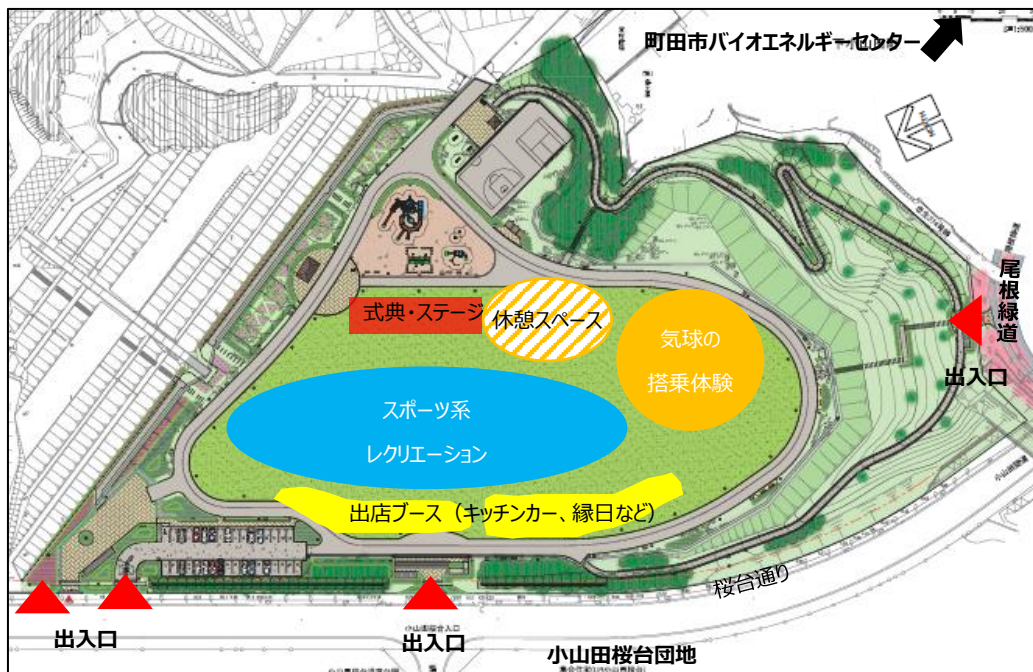 町田市バイオエネルギーセンター
式典・ステージ
休憩スペース
気球の
搭乗体験
尾根緑道
出入口
スポーツ系
レクリエーション
出店ブース（キッチンカー、縁日など）
桜台通り
出入口
出入口
小山田桜台団地